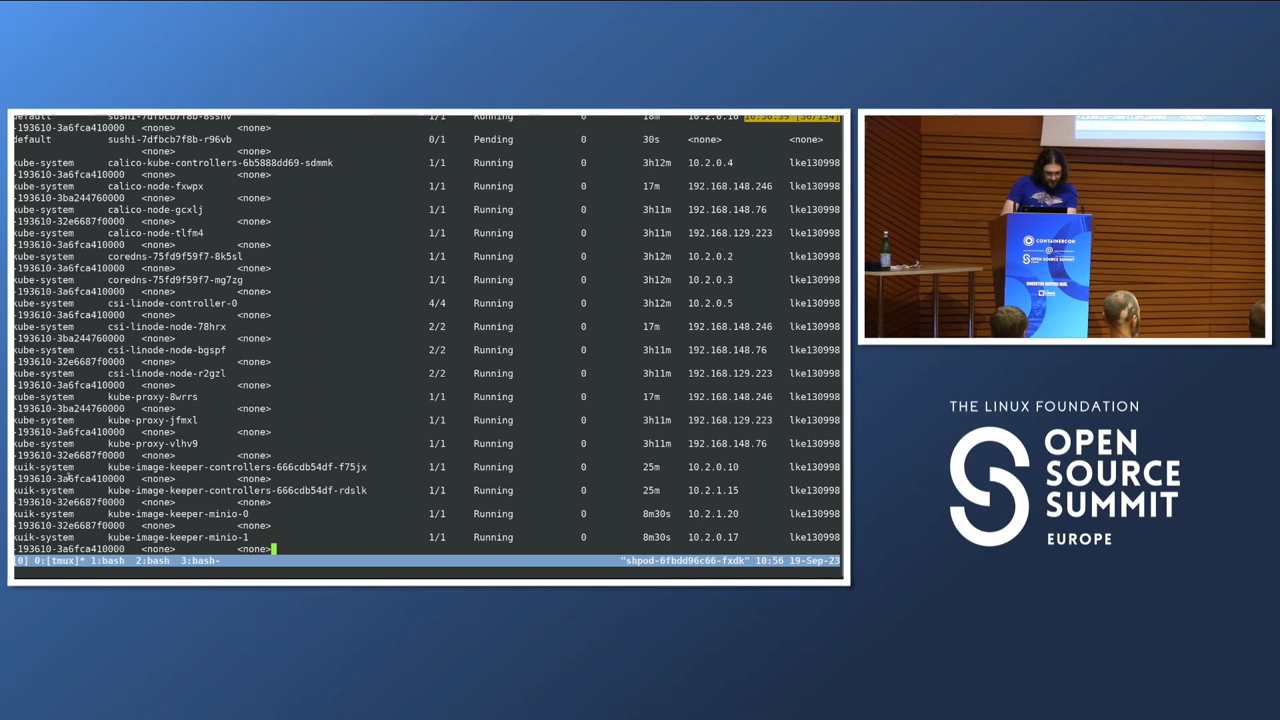 default sushi-7dfbcb7f8b-8sshv 1/1 Running 0 18m 10.2.0.16
-193610-3a6fca410000 <none> <none>
default sushi-7dfbcb7f8b-r96vb 0/1 Pending 0 30s <none> <none>
<none> <none>
kube-system calico-kube-controllers-6b5888dd69-sdmmk 1/1 Running 0 3h12m 10.2.0.4 lke130998
-193610-3a6fca410000 <none> <none>
kube-system calico-node-fxwpx 1/1 Running 0 17m 192.168.148.246 lke130998
-193610-3ba244760000 <none> <none>
kube-system calico-node-gcxlj 1/1 Running 0 3h11m 192.168.148.76 lke130998
-193610-32e6687f0000 <none> <none>
kube-system calico-node-tlfm4 1/1 Running 0 3h11m 192.168.129.223 lke130998
-193610-3a6fca410000 <none> <none>
kube-system coredns-75fd9f59f7-8k5sl 1/1 Running 0 3h12m 10.2.0.2 lke130998
-193610-3a6fca410000 <none> <none>
kube-system coredns-75fd9f59f7-mg7zg 1/1 Running 0 3h12m 10.2.0.3 lke130998
-193610-3a6fca410000 <none> <none>
kube-system csi-linode-controller-0 4/4 Running 0 3h12m 10.2.0.5 lke130998
-193610-3a6fca410000 <none> <none>
kube-system csi-linode-node-78hrx 2/2 Running 0 17m 192.168.148.246 lke130998
-193610-3ba244760000 <none> <none>
kube-system csi-linode-node-bgspf 2/2 Running 0 3h11m 192.168.148.76 lke130998
-193610-32e6687f0000 <none> <none>
kube-system csi-linode-node-r2gzl 2/2 Running 0 3h11m 192.168.129.223 lke130998
-193610-3a6fca410000 <none> <none>
kube-system kube-proxy-8wrrs 1/1 Running 0 17m 192.168.148.246 lke130998
-193610-3ba244760000 <none> <none>
kube-system kube-proxy-jfmxl 1/1 Running 0 3h11m 192.168.129.223 lke130998
-193610-3a6fca410000 <none> <none>
kube-system kube-proxy-vlhv9 1/1 Running 0 3h11m 192.168.148.76 lke130998
-193610-32e6687f0000 <none> <none>
kuik-system kube-image-keeper-controllers-666cdb54df-f75jx 1/1 Running 0 25m 10.2.0.10 lke130998
-193610-3a6fca410000 <none> <none>
kuik-system kube-image-keeper-controllers-666cdb54df-rdslk 1/1 Running 0 25m 10.2.1.15 lke130998
-193610-32e6687f0000 <none> <none>
kuik-system kube-image-keeper-minio-0 1/1 Running 0 8m30s 10.2.1.20 lke130998
-193610-32e6687f0000 <none> <none>
kuik-system kube-image-keeper-minio-1 1/1 Running 0 8m30s 10.2.0.17 lke130998
-193610-3a6fca410000 <none> <none>
[0] 0:[tmux]* 1:bash 2:bash 3:bash- "shpod-6fbdd96c66-fxdk" 10:56 19-Sep-23
CONTAINERCON
@
OPEN SOURCE SUMMIT
THE LINUX FOUNDATION
OPEN
SOURCE
SUMMIT
EUROPE